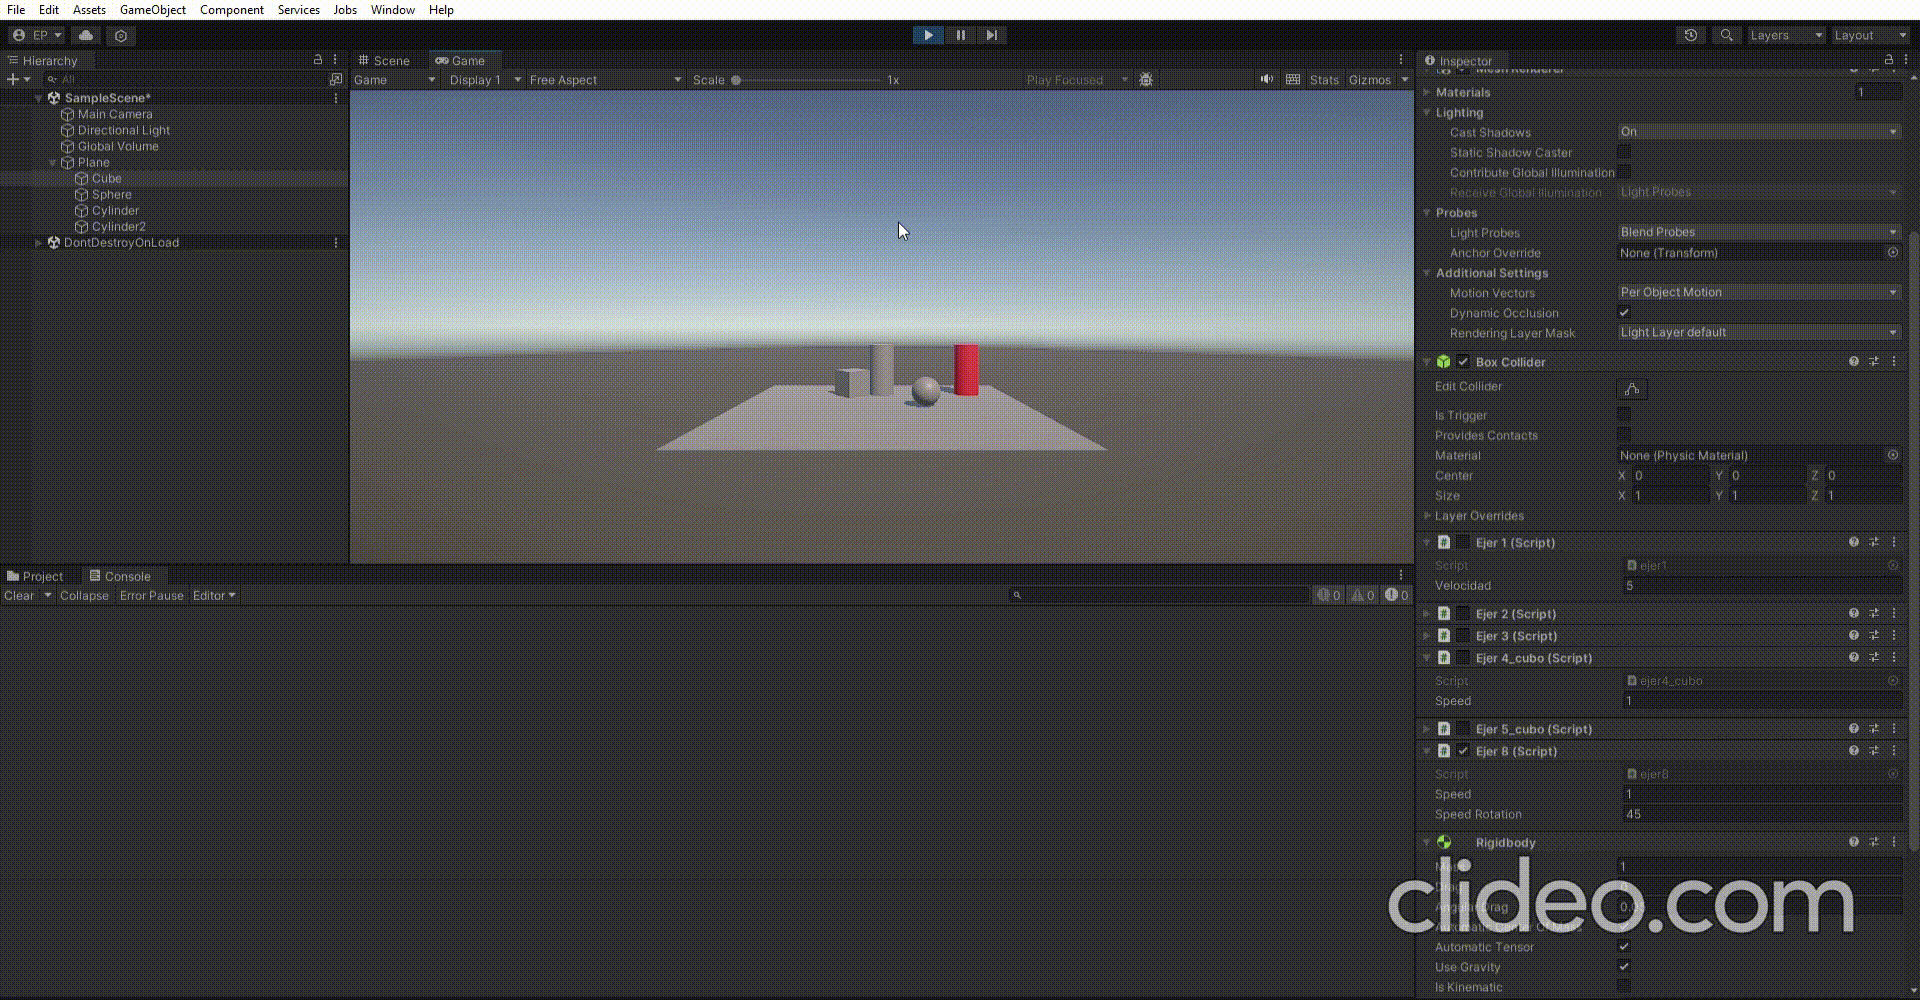 File Edit Assets GameObject Component Services Jobs Window Help
EP
Layers Layout
Hierarchy
All
SampleScene*
Main Camera
Directional Light
Global Volume
Plane
Cube
Sphere
Cylinder
Cylinder2
DontDestroyOnLoad
Scene Game
Game Display 1 Free Aspect Scale 1x Play Focused Stats Gizmos
Project Console
Clear Collapse Error Pause Editor 0 0 0
Inspector
Mesh Renderer
Materials 1
Lighting
Cast Shadows On
Static Shadow Caster
Contribute Global Illumination
Receive Global Illumination Light Probes
Probes
Light Probes Blend Probes
Anchor Override None (Transform)
Additional Settings
Motion Vectors Per Object Motion
Dynamic Occlusion
Rendering Layer Mask Light Layer default
Box Collider
Edit Collider
Is Trigger
Provides Contacts
Material None (Physic Material)
Center X 0 Y 0 Z 0
Size X 1 Y 1 Z 1
Layer Overrides
Ejer 1 (Script)
Script ejer1
Velocidad 5
Ejer 2 (Script)
Ejer 3 (Script)
Ejer 4_cubo (Script)
Script ejer4_cubo
Speed 1
Ejer 5_cubo (Script)
Ejer 8 (Script)
Script ejer8
Speed 1
Speed Rotation 45
Rigidbody
1
clideo.com
Automatic Tensor
Use Gravity
Is Kinematic